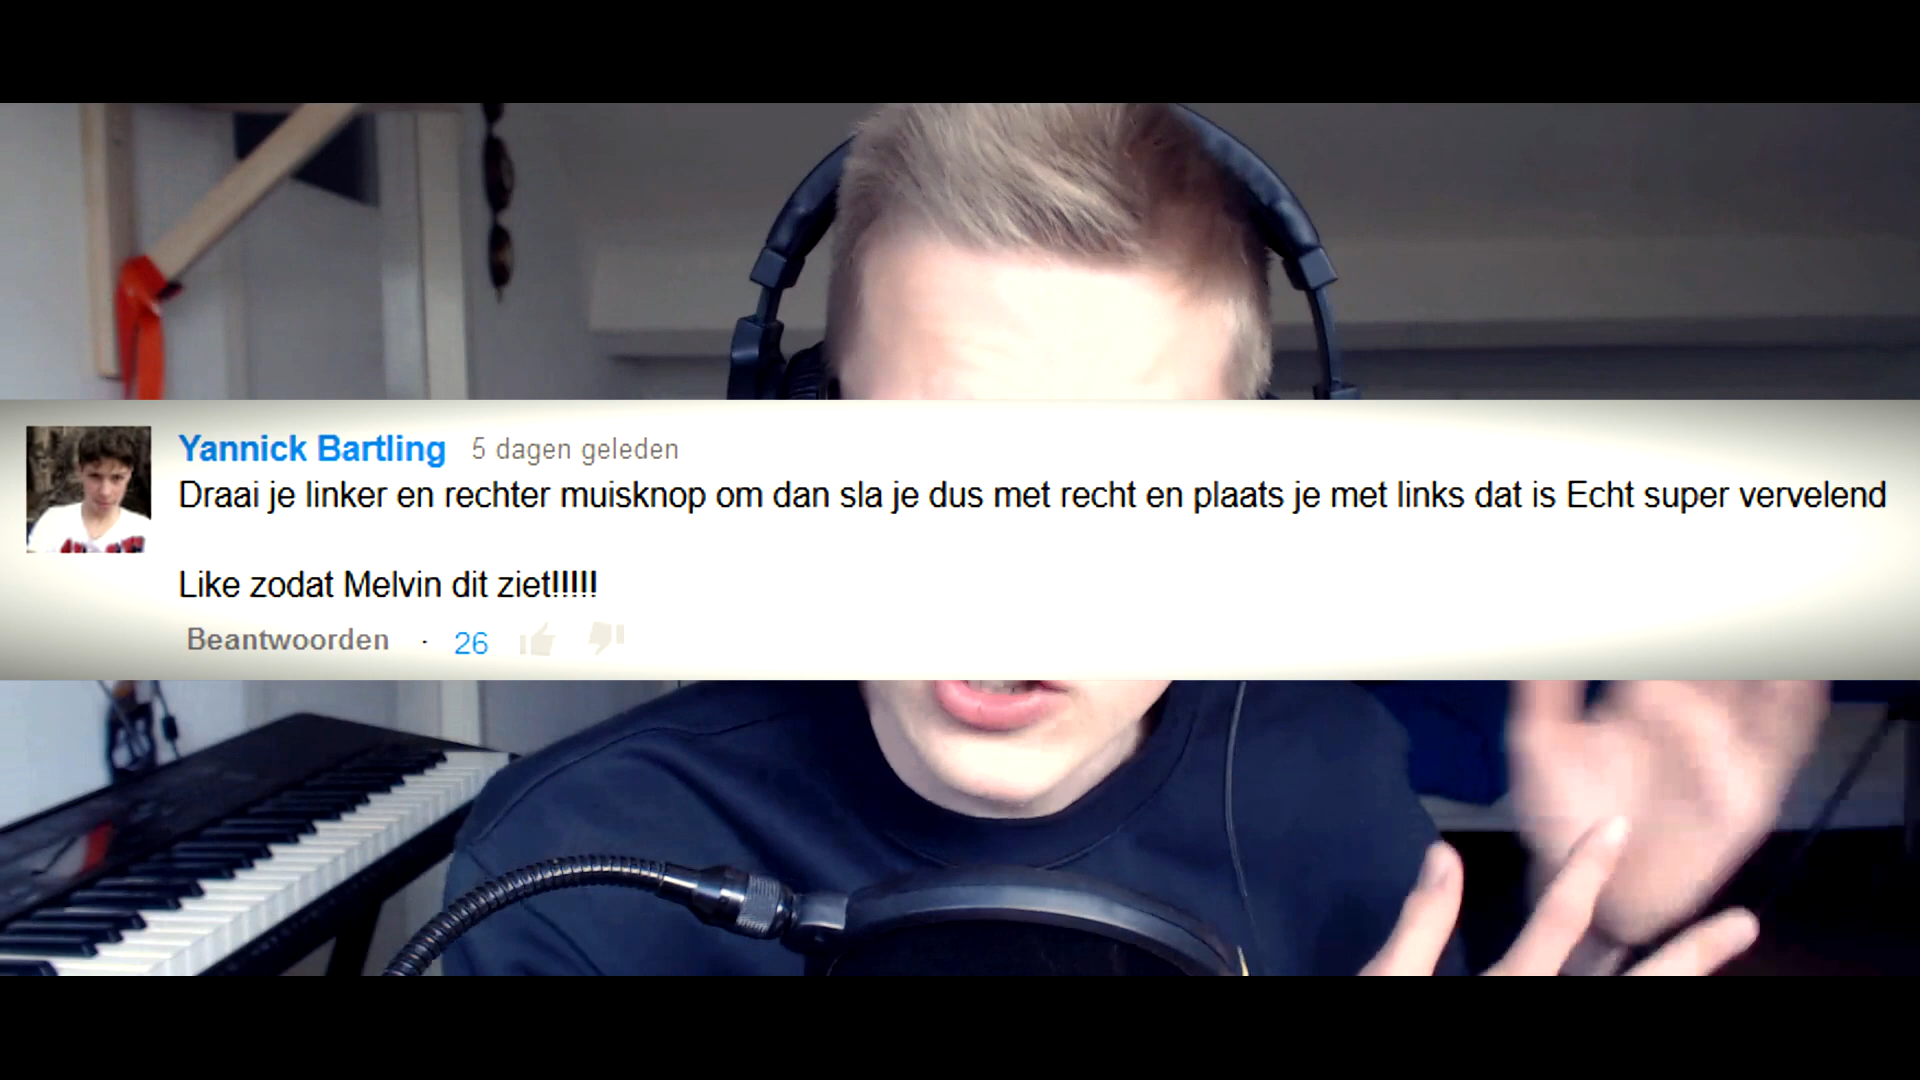 Yannick Bartling 5 dagen geleden
Draai je linker en rechter muisknop om dan sla je dus met recht en plaats je met links dat is Echt super vervelend
Like zodat Melvin dit ziet!!!!!
Beantwoorden · 26